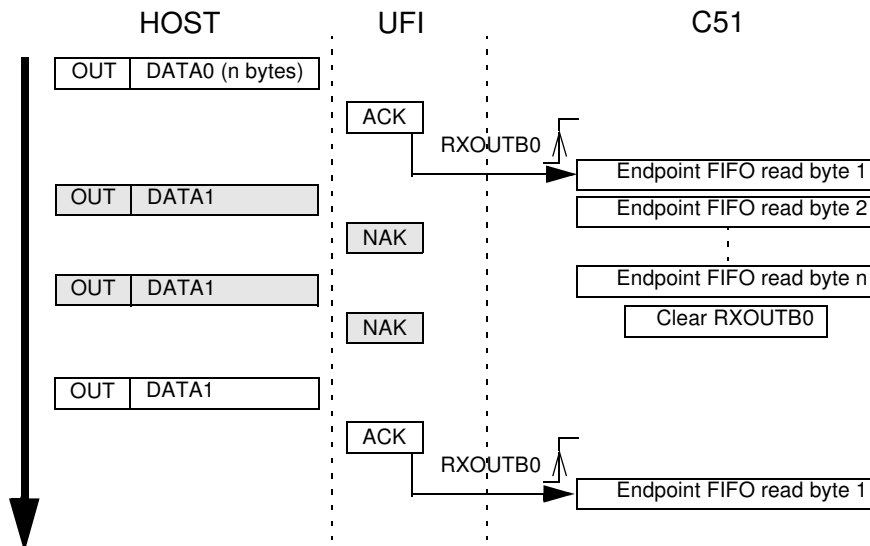 HOST UFI C51
OUT DATA0 (n bytes)
ACK
RXOUTB0
Endpoint FIFO read byte 1
OUT DATA1
Endpoint FIFO read byte 2
NAK
OUT DATA1
Endpoint FIFO read byte n
NAK
Clear RXOUTB0
OUT DATA1
ACK
RXOUTB0
Endpoint FIFO read byte 1